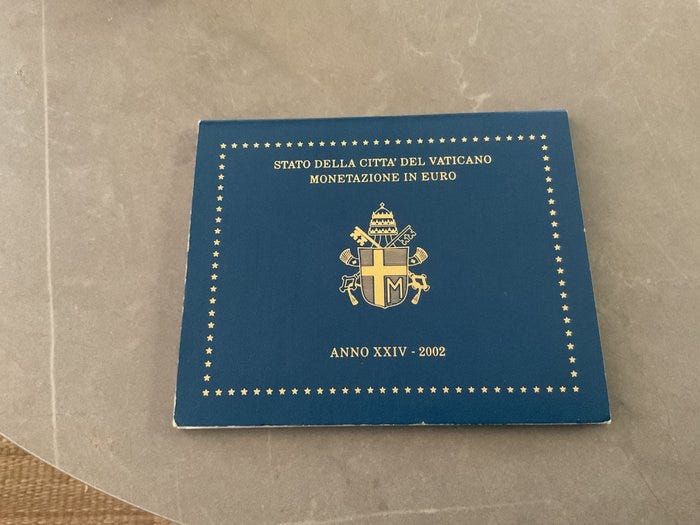 STATO DELLA CITTA' DEL VATICANO
MONETAZIONE IN EURO
M
ANNO XXIV - 2002